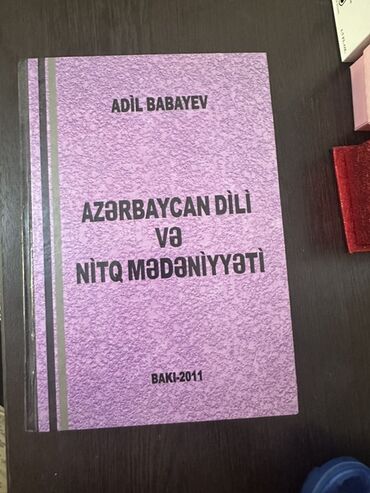 ADİL BABAYEV
AZƏRBAYCAN DİLİ
VƏ
NİTQ MƏDƏNİYYƏTİ
BAKI-2011